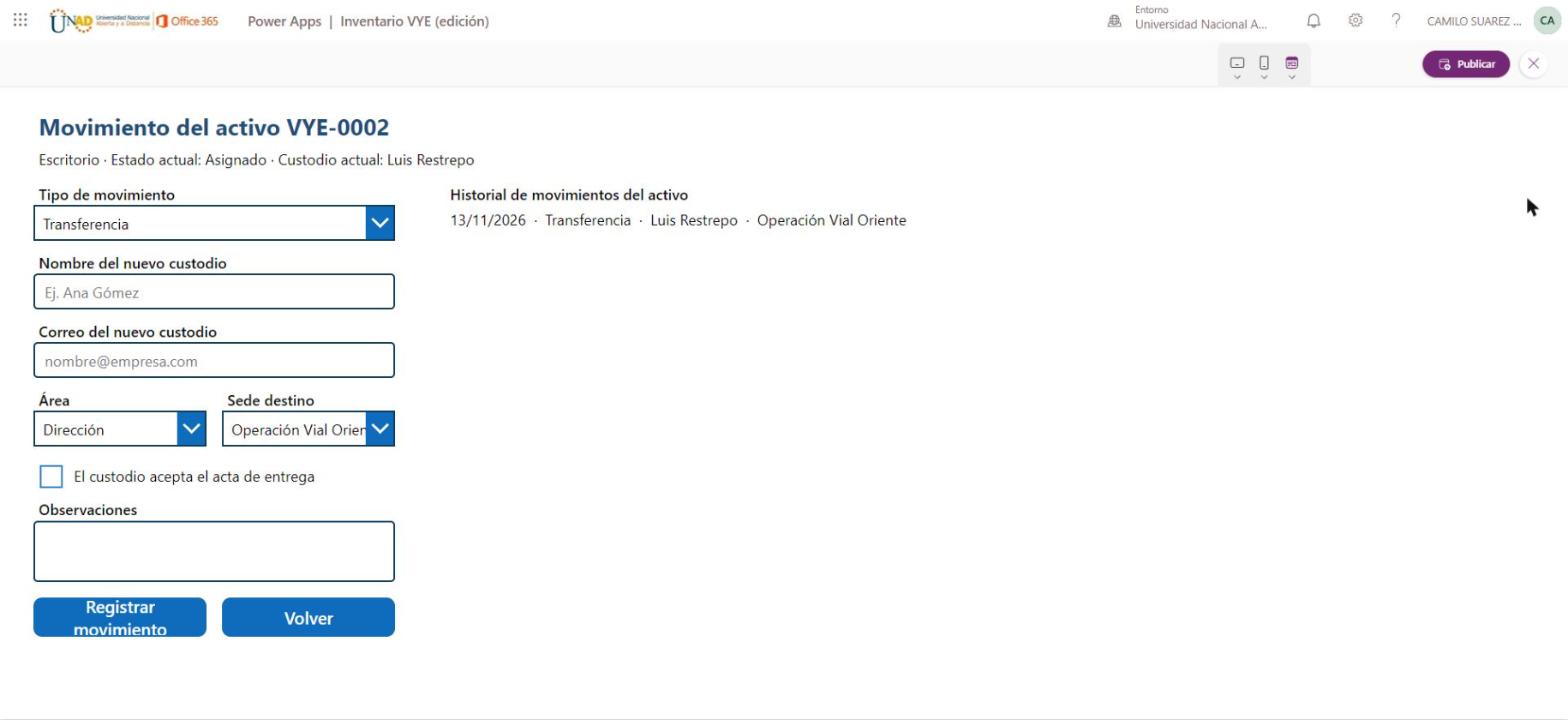 UNAD Universidad Nacional Abierta y a Distancia Office 365
Power Apps | Inventario VYE (edición)
Entorno
Universidad Nacional A...
CAMILO SUAREZ ...
CA
Publicar
Movimiento del activo VYE-0002
Escritorio · Estado actual: Asignado · Custodio actual: Luis Restrepo
Tipo de movimiento
Transferencia
Historial de movimientos del activo
13/11/2026 · Transferencia · Luis Restrepo · Operación Vial Oriente
Nombre del nuevo custodio
Ej. Ana Gómez
Correo del nuevo custodio
nombre@empresa.com
Área
Sede destino
Dirección
Operación Vial Orien
El custodio acepta el acta de entrega
Observaciones
Registrar
movimiento
Volver